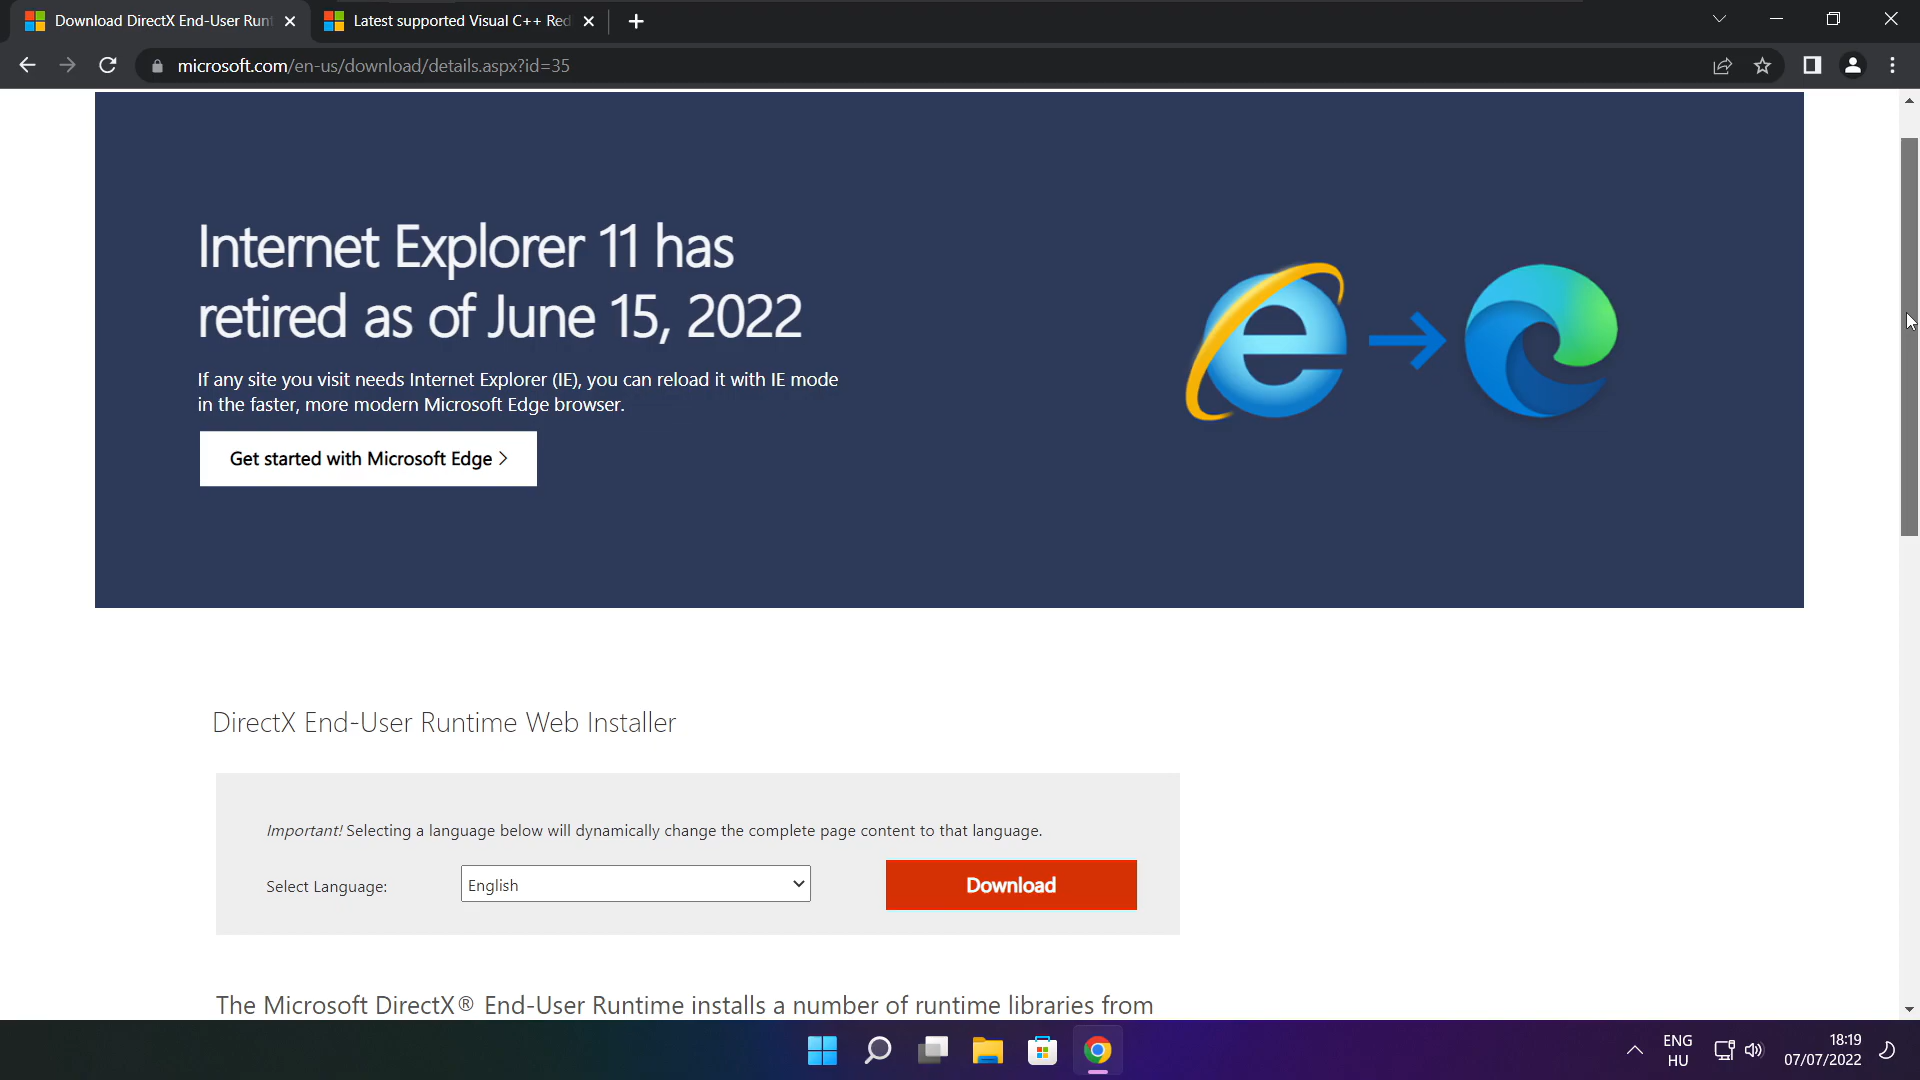 Download DirectX End-User Runt
Latest supported Visual C++ Red
microsoft.com/en-us/download/details.aspx?id=35
Internet Explorer 11 has
retired as of June 15, 2022
If any site you visit needs Internet Explorer (IE), you can reload it with IE mode
in the faster, more modern Microsoft Edge browser.
Get started with Microsoft Edge >
DirectX End-User Runtime Web Installer
Important! Selecting a language below will dynamically change the complete page content to that language.
Select Language:
English
Download
The Microsoft DirectX® End-User Runtime installs a number of runtime libraries from
ENG
HU
18:19
07/07/2022